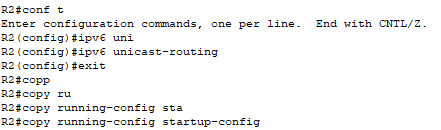 R2#conf t
Enter configuration commands, one per line.  End with CNTL/Z.
R2(config)#ipv6 uni
R2(config)#ipv6 unicast-routing
R2(config)#exit
R2#copp
R2#copy ru
R2#copy running-config sta
R2#copy running-config startup-config